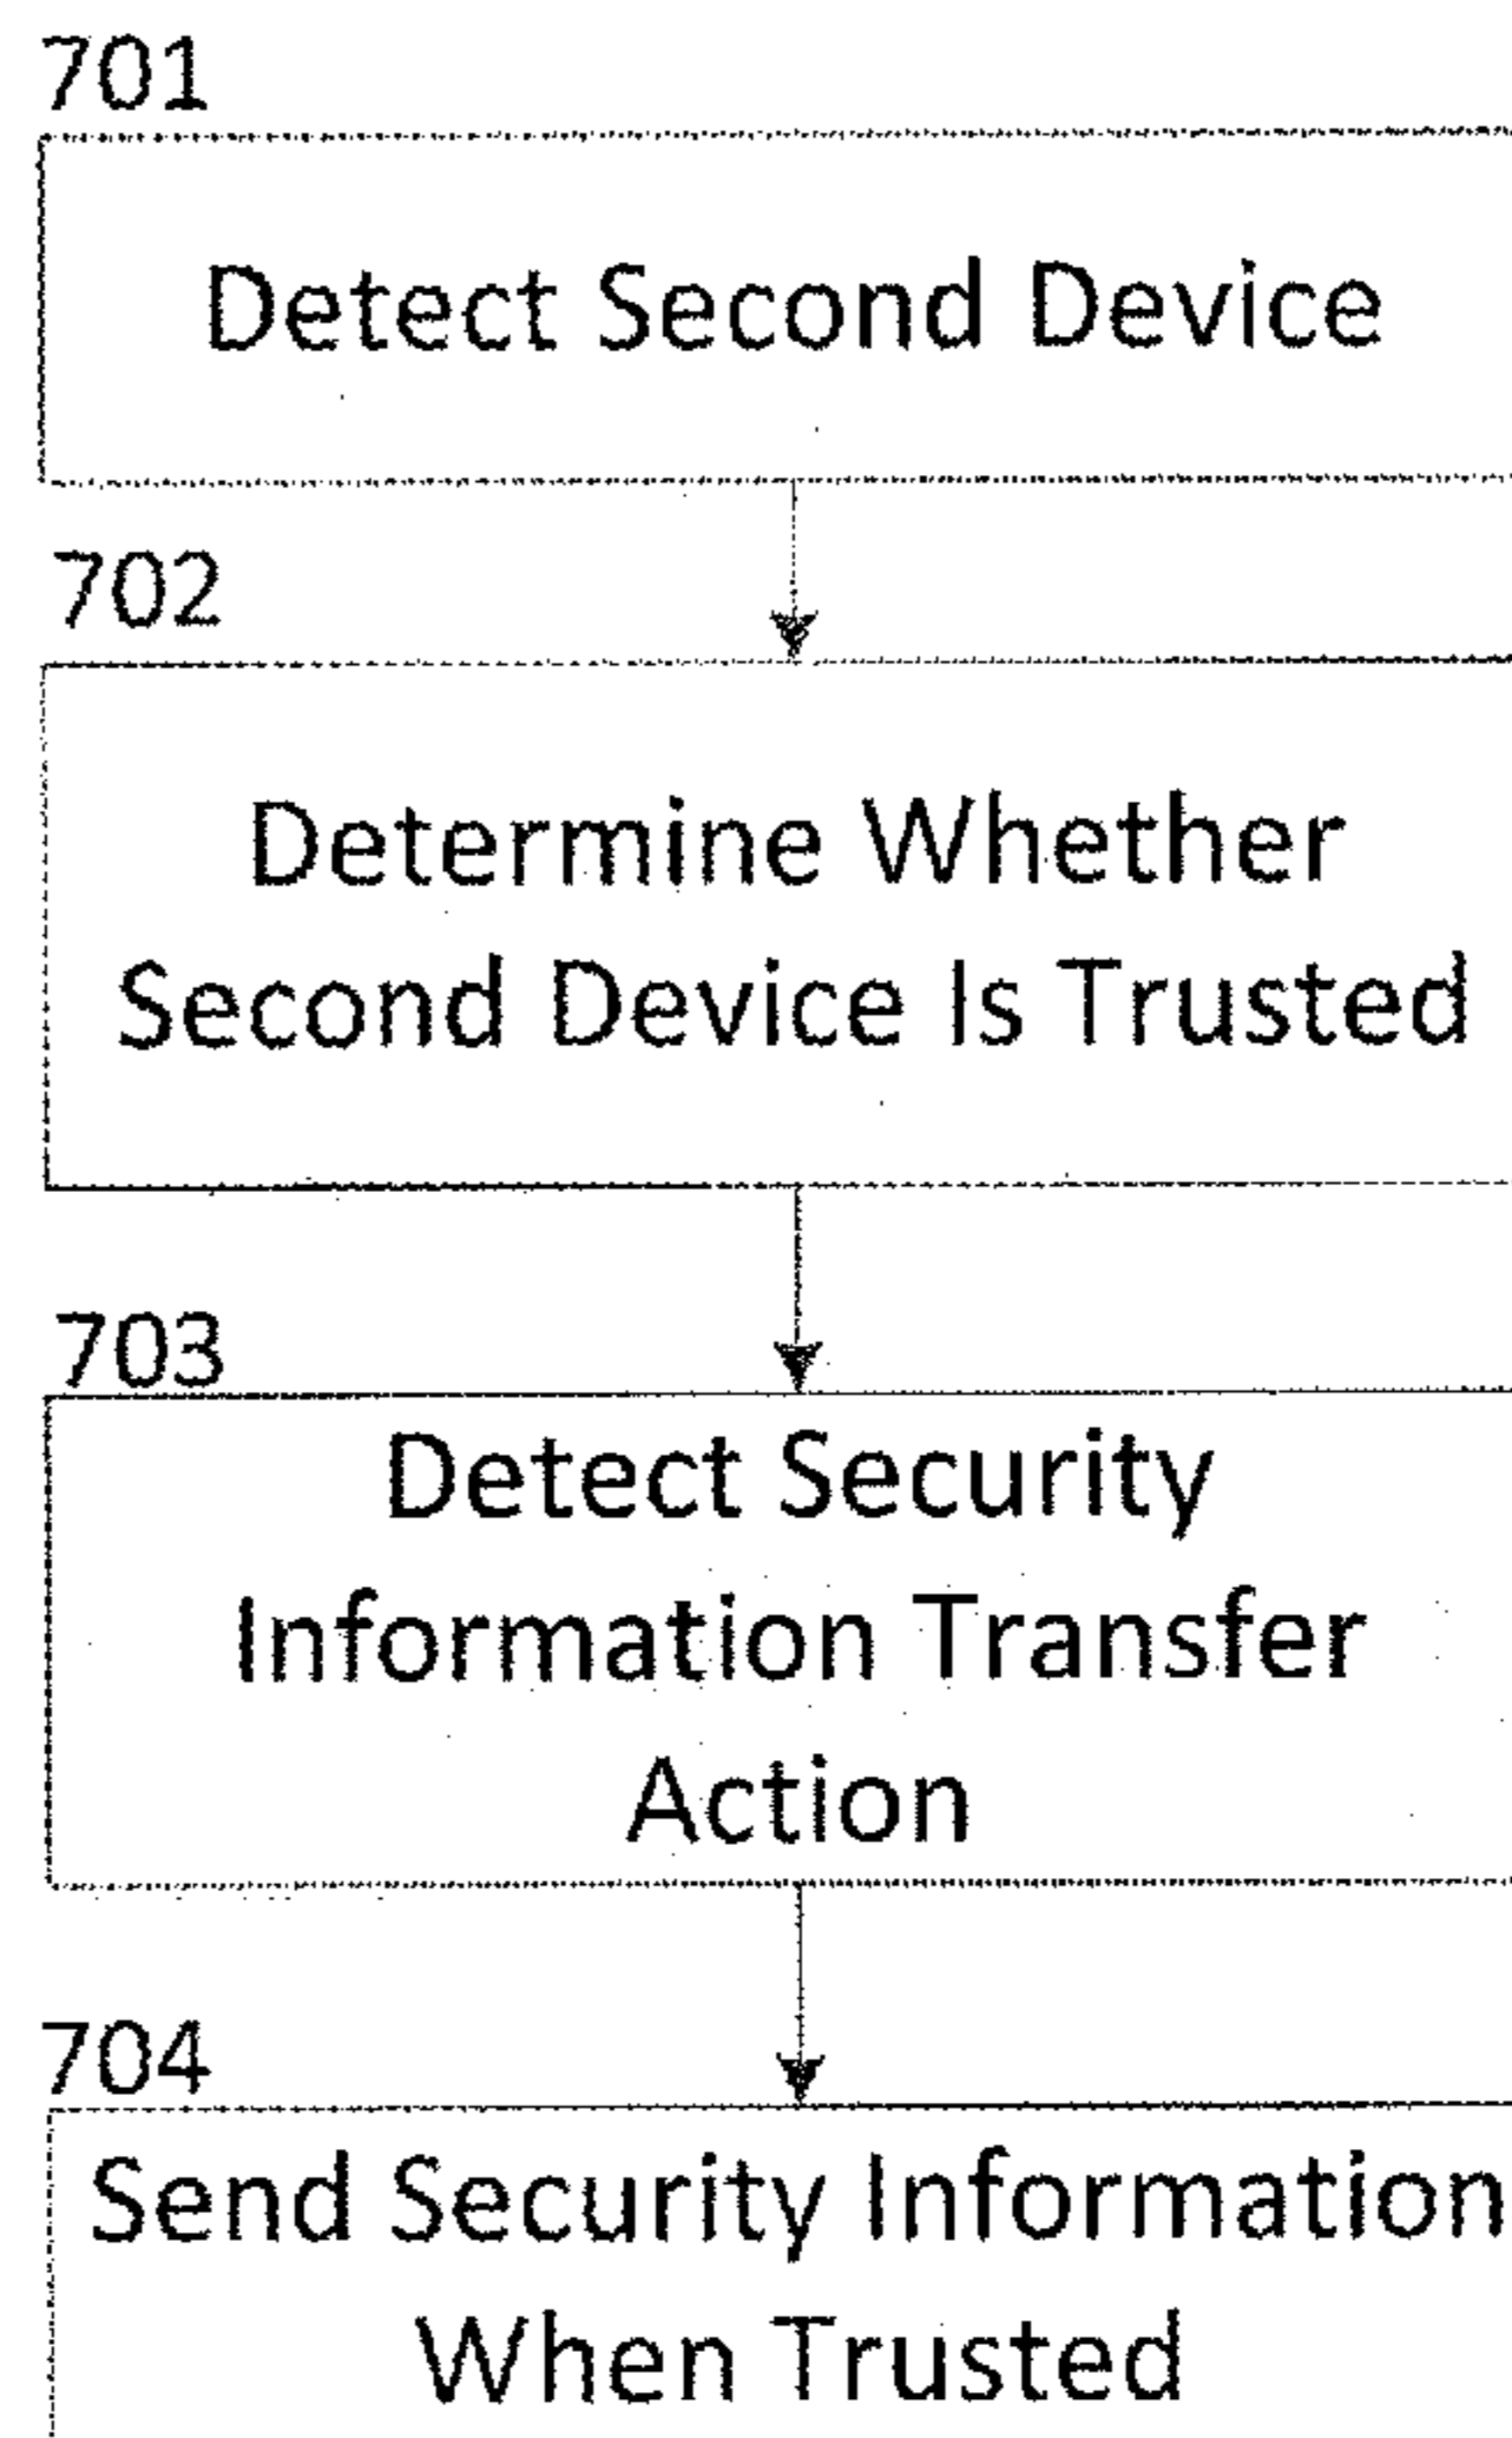 701
Detect Second Device
702
Determine Whether
Second Device Is Trusted
703
Detect Security
Information Transfer
Action
704
Send Security Information
When Trusted